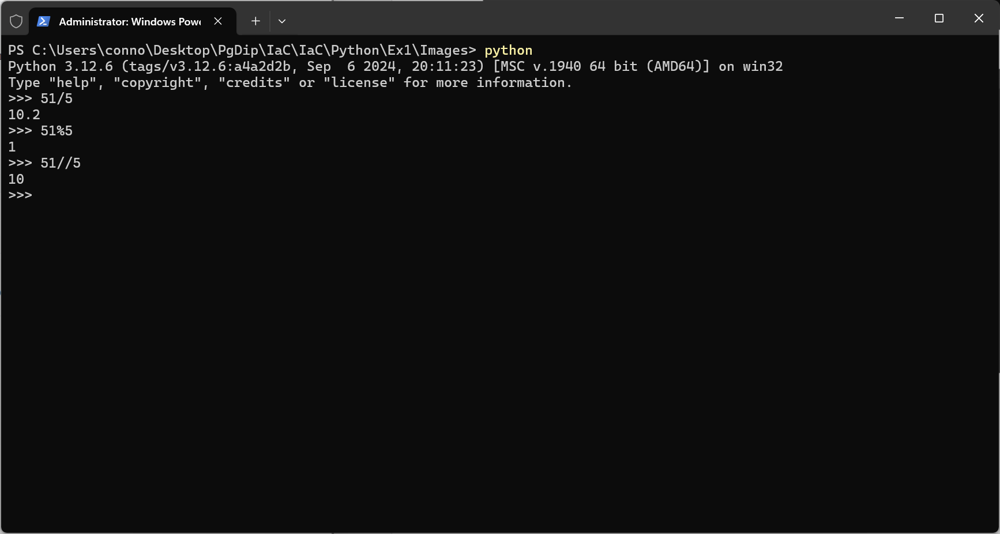 Administrator: Windows Powe
PS C:\Users\conno\Desktop\PgDip\IaC\IaC\Python\Ex1\Images> python
Python 3.12.6 (tags/v3.12.6:a4a2d2b, Sep  6 2024, 20:11:23) [MSC v.1940 64 bit (AMD64)] on win32
Type "help", "copyright", "credits" or "license" for more information.
>>> 51/5
10.2
>>> 51%5
1
>>> 51//5
10
>>>